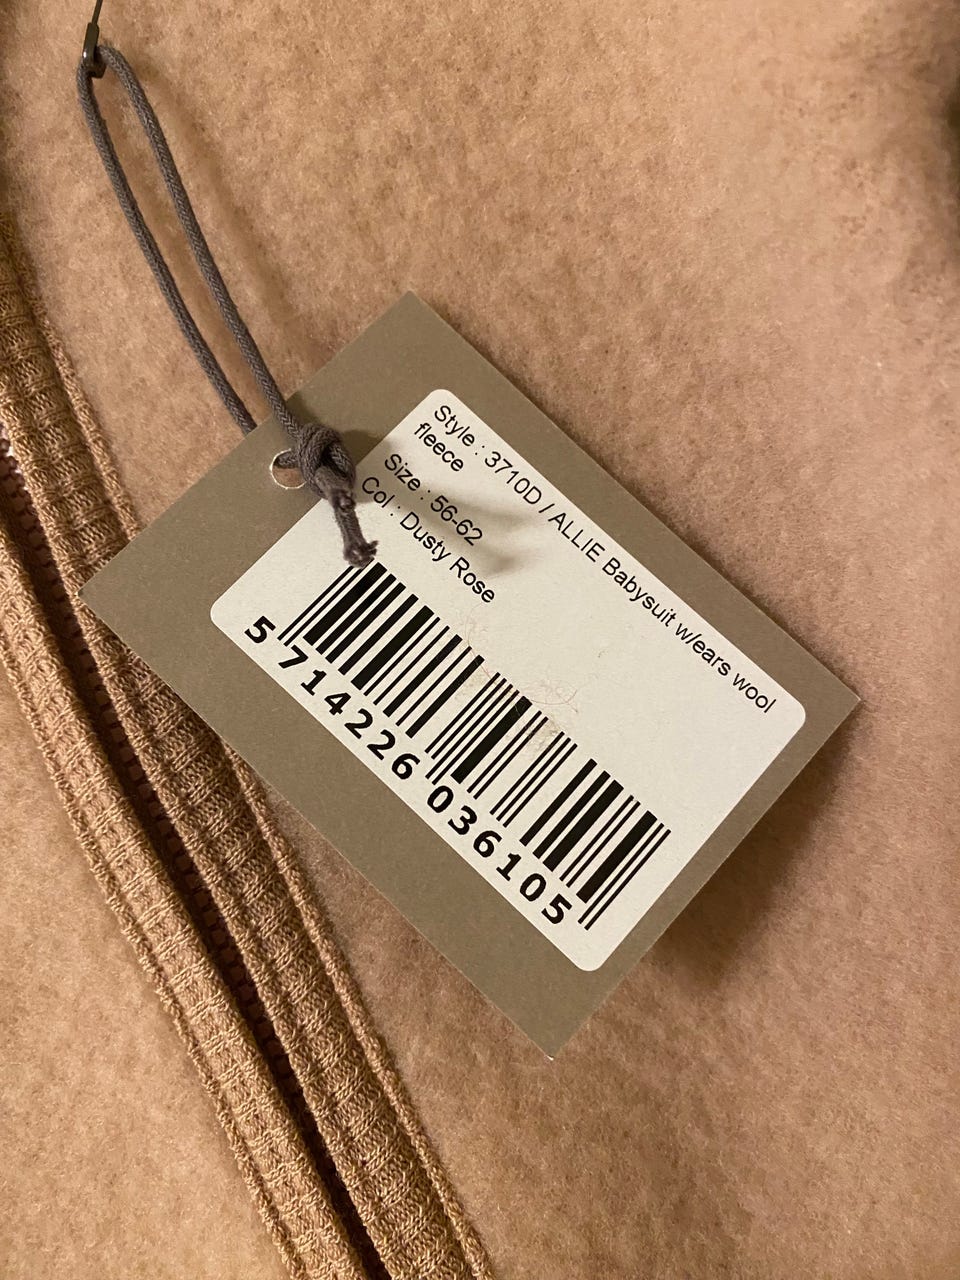 Style : 3710D / ALLIE Babysuit w/ears wool
fleece
Size : 56-62
Col : Dusty Rose
5 714226 036105